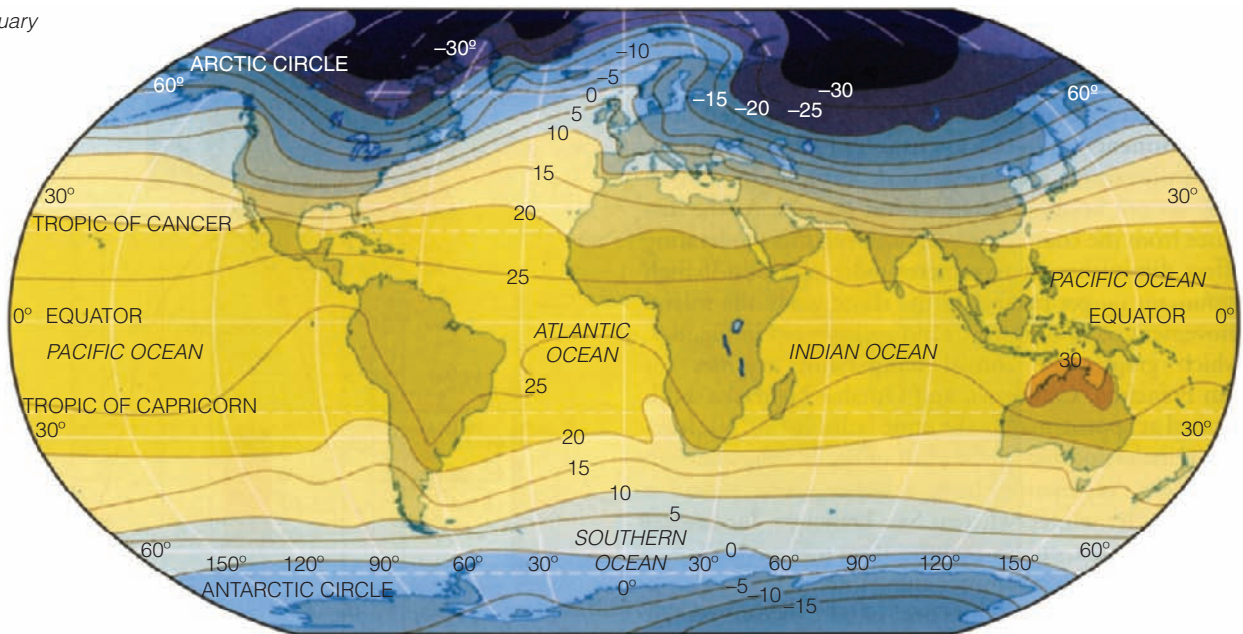 uary
−30º
−10
ARCTIC CIRCLE
−5
60º
0
−15
−20
−25
−30
60º
5
10
15
30°
30°
20
TROPIC OF CANCER
25
PACIFIC OCEAN
0° EQUATOR
ATLANTIC
OCEAN
EQUATOR 0°
PACIFIC OCEAN
INDIAN OCEAN
30
25
TROPIC OF CAPRICORN
30°
30°
20
15
10
5
SOUTHERN
OCEAN
0
60°
60°
150° 120° 90° 60° 30° 0° 30° 60° 90° 120° 150°
ANTARCTIC CIRCLE
−5
−10
−15